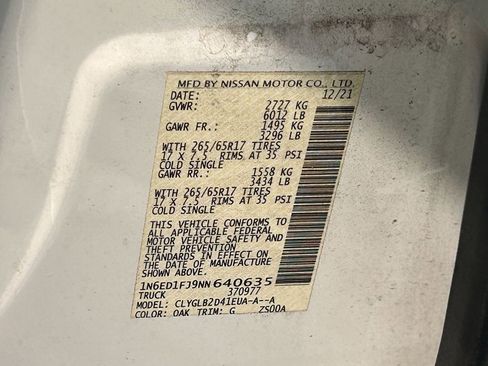 MFD BY NISSAN MOTOR CO., LTD.
DATE: 12/21
GVWR: 2727 KG
6012 LB
GAWR FR.: 1495 KG
3296 LB
WITH 265/65R17 TIRES
17 X 7.5 RIMS AT 35 PSI
COLD SINGLE
GAWR RR.: 1558 KG
3434 LB
WITH 265/65R17 TIRES
17 X 7.5 RIMS AT 35 PSI
COLD SINGLE
THIS VEHICLE CONFORMS TO
ALL APPLICABLE FEDERAL
MOTOR VEHICLE SAFETY AND
THEFT PREVENTION
STANDARDS IN EFFECT ON
THE DATE OF MANUFACTURE
SHOWN ABOVE.
1N6ED1FJ9NN640635
TRUCK 370977
MODEL: CLYGLB2D41EUA-A--A
COLOR: OAK TRIM: G ZS00A